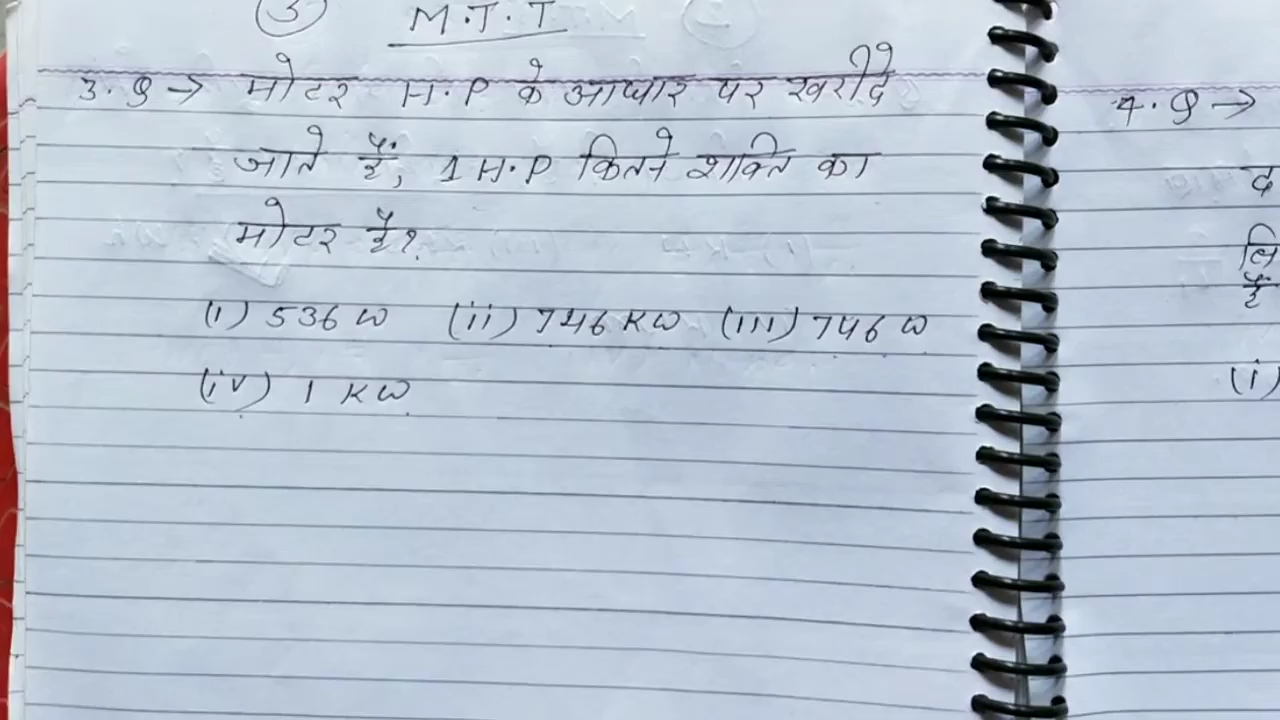 3 M.T.T
3.Q → मोटर H.P के आधार पर खरीदे
जाते हैं, 1 H.P कितने शक्ति का
मोटर है?
(i) 536 W (ii) 746 KW (iii) 746 W
(iv) 1 KW
4.Q →
द
लि
हैं
(i)